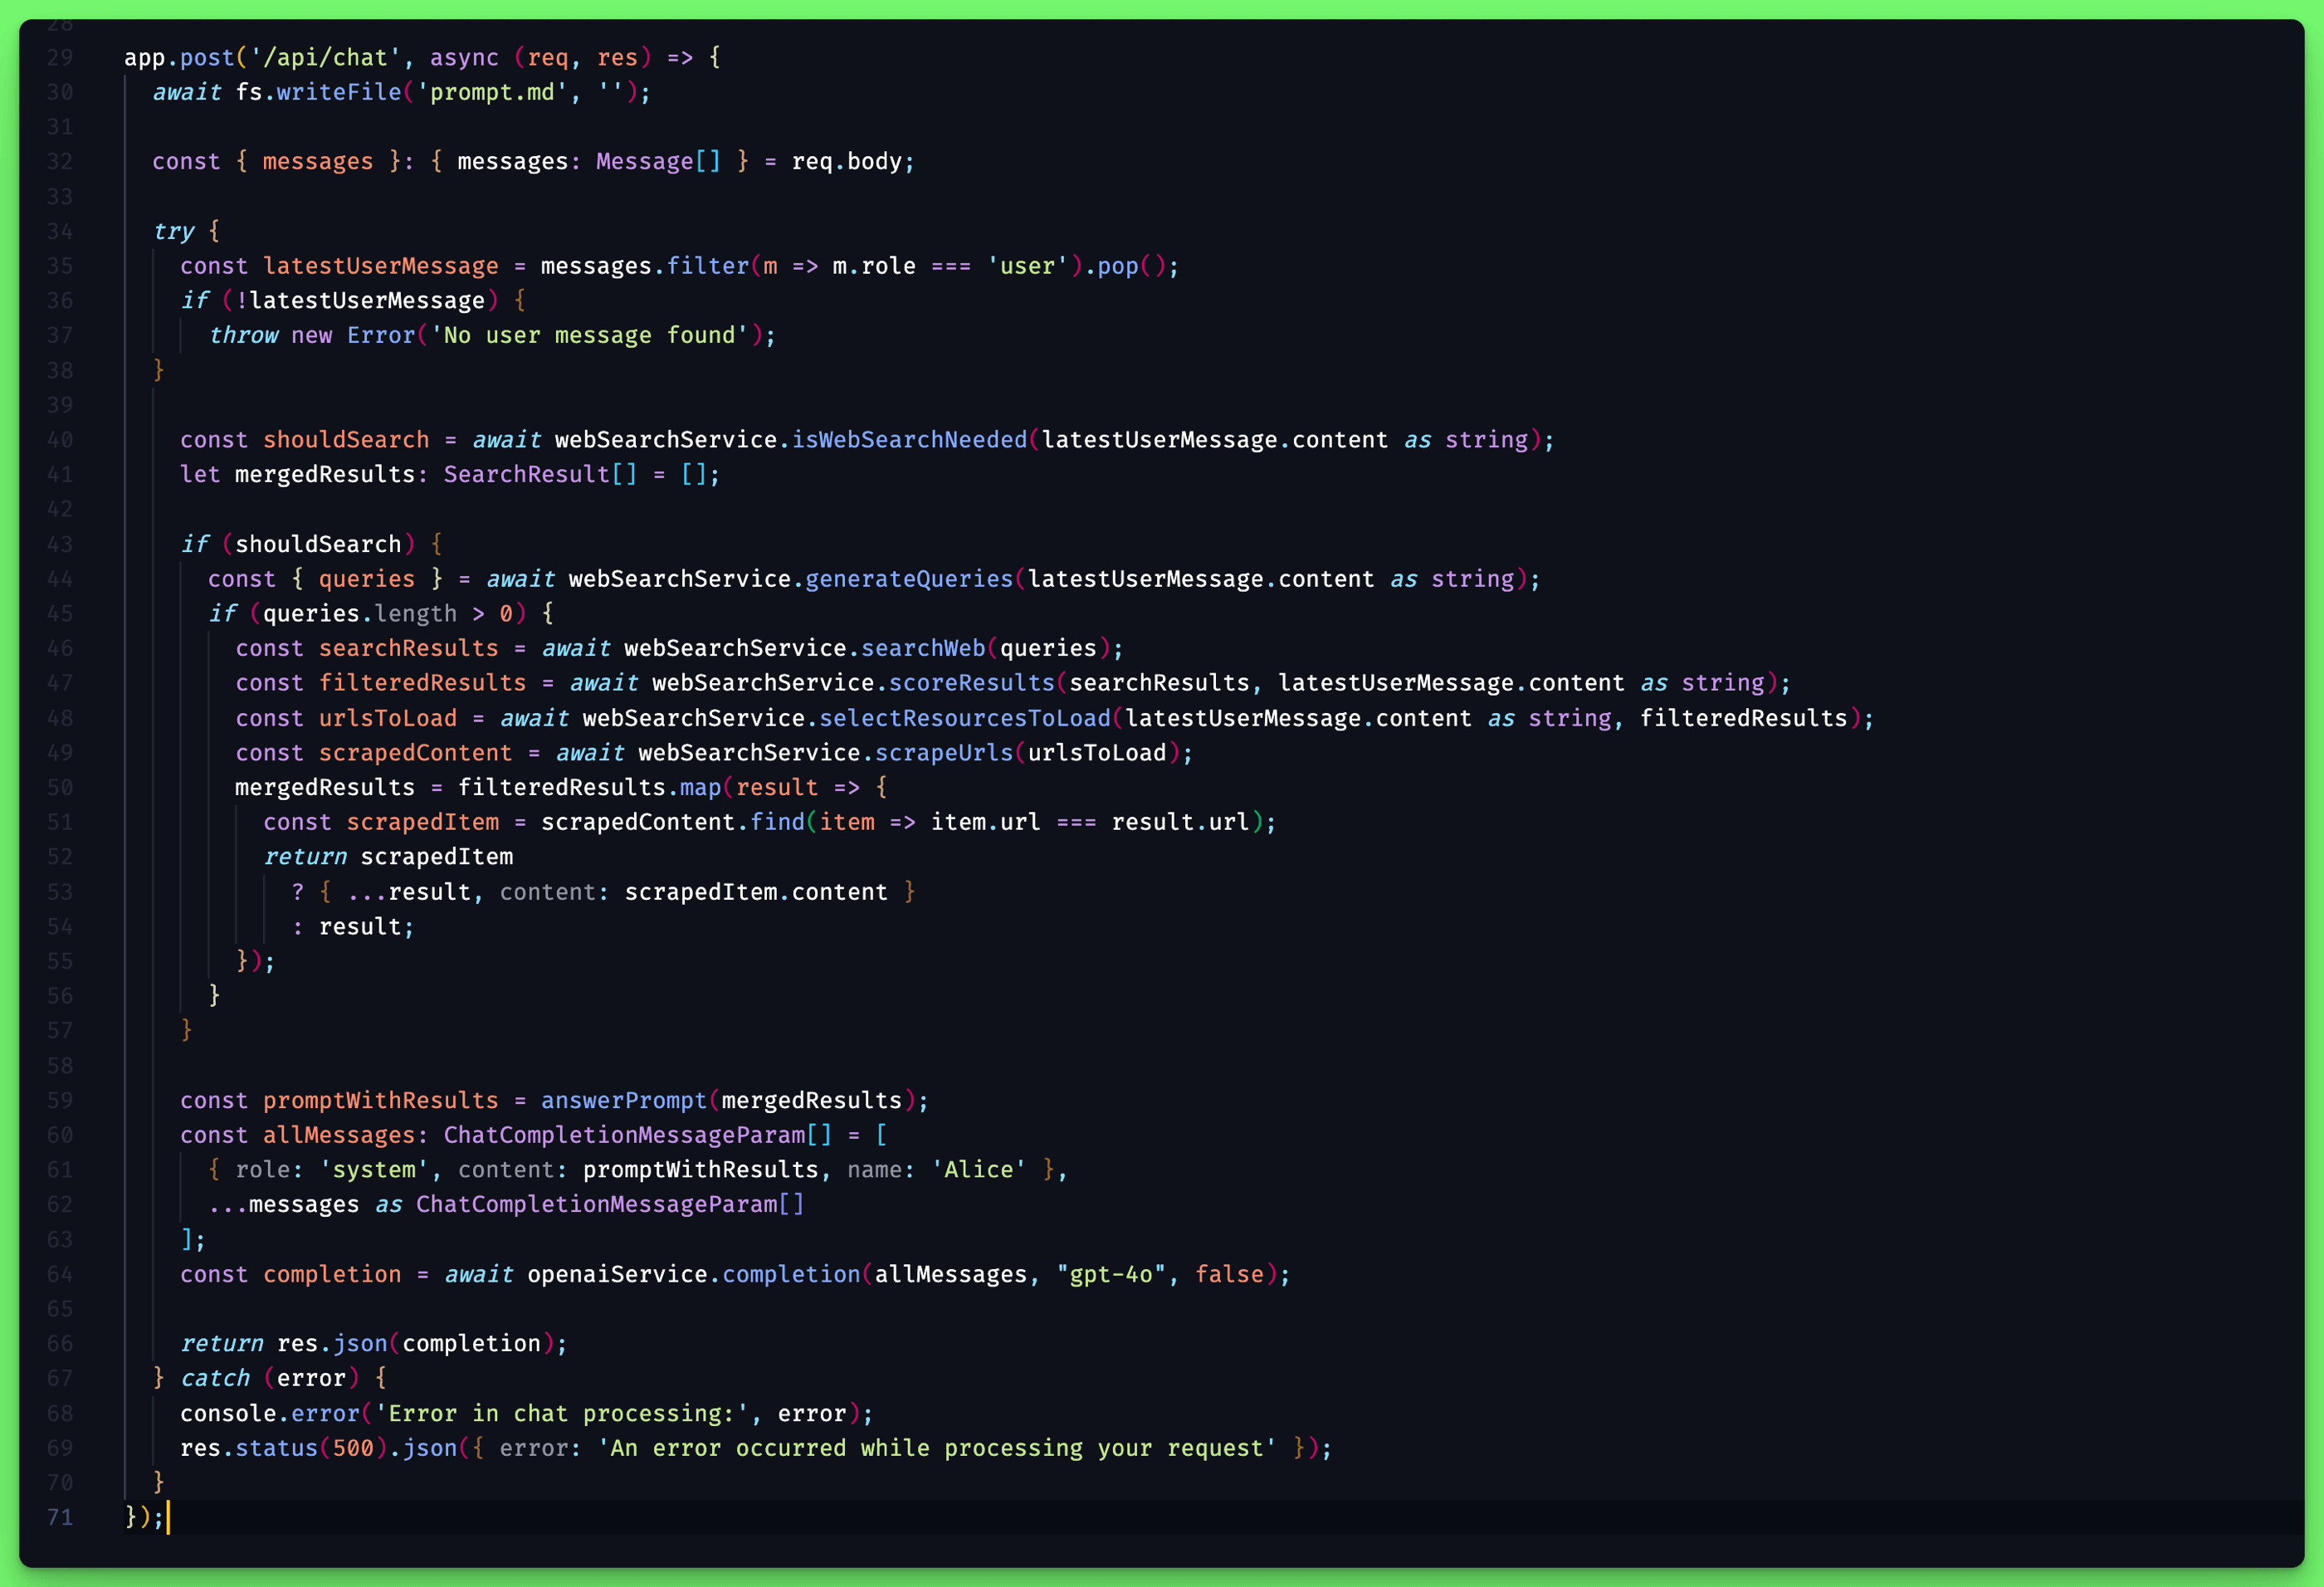 28
29 app.post('/api/chat', async (req, res) => {
30   await fs.writeFile('prompt.md', '');
31
32   const { messages }: { messages: Message[] } = req.body;
33
34   try {
35     const latestUserMessage = messages.filter(m => m.role === 'user').pop();
36     if (!latestUserMessage) {
37       throw new Error('No user message found');
38   }
39
40     const shouldSearch = await webSearchService.isWebSearchNeeded(latestUserMessage.content as string);
41     let mergedResults: SearchResult[] = [];
42
43     if (shouldSearch) {
44       const { queries } = await webSearchService.generateQueries(latestUserMessage.content as string);
45       if (queries.length > 0) {
46         const searchResults = await webSearchService.searchWeb(queries);
47         const filteredResults = await webSearchService.scoreResults(searchResults, latestUserMessage.content as string);
48         const urlsToLoad = await webSearchService.selectResourcesToLoad(latestUserMessage.content as string, filteredResults);
49         const scrapedContent = await webSearchService.scrapeUrls(urlsToLoad);
50         mergedResults = filteredResults.map(result => {
51           const scrapedItem = scrapedContent.find(item => item.url === result.url);
52           return scrapedItem
53             ? { ...result, content: scrapedItem.content }
54             : result;
55         });
56       }
57     }
58
59     const promptWithResults = answerPrompt(mergedResults);
60     const allMessages: ChatCompletionMessageParam[] = [
61       { role: 'system', content: promptWithResults, name: 'Alice' },
62       ...messages as ChatCompletionMessageParam[]
63     ];
64     const completion = await openaiService.completion(allMessages, "gpt-4o", false);
65
66     return res.json(completion);
67   } catch (error) {
68     console.error('Error in chat processing:', error);
69     res.status(500).json({ error: 'An error occurred while processing your request' });
70   }
71 });